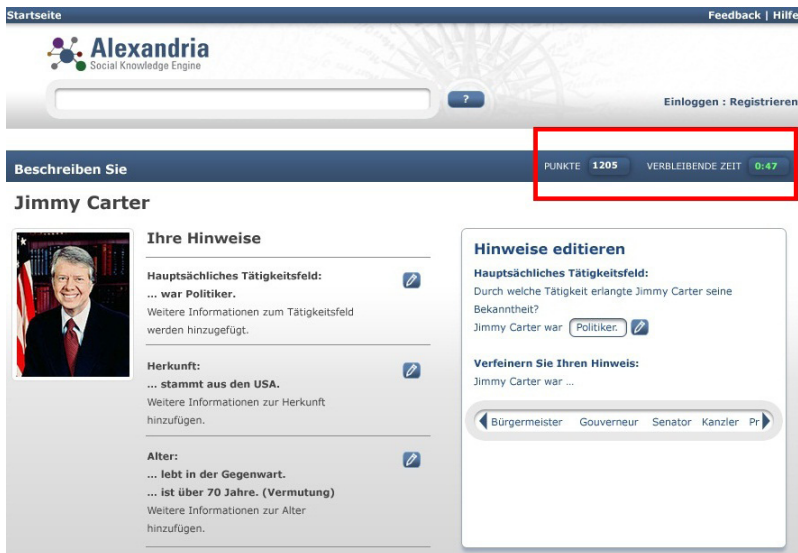 Startseite
Feedback | Hilfe
Alexandria
Social Knowledge Engine
?
Einloggen : Registrieren
Beschreiben Sie
PUNKTE 1205 VERBLEIBENDE ZEIT 0:47
Jimmy Carter
Ihre Hinweise
Hauptsächliches Tätigkeitsfeld:
... war Politiker.
Weitere Informationen zum Tätigkeitsfeld
werden hinzugefügt.
Herkunft:
... stammt aus den USA.
Weitere Informationen zur Herkunft
hinzufügen.
Alter:
... lebt in der Gegenwart.
... ist über 70 Jahre. (Vermutung)
Weitere Informationen zur Alter
hinzufügen.
Hinweise editieren
Hauptsächliches Tätigkeitsfeld:
Durch welche Tätigkeit erlangte Jimmy Carter seine
Bekanntheit?
Jimmy Carter war Politiker.
Verfeinern Sie Ihren Hinweis:
Jimmy Carter war ...
Bürgermeister Gouverneur Senator Kanzler Pr